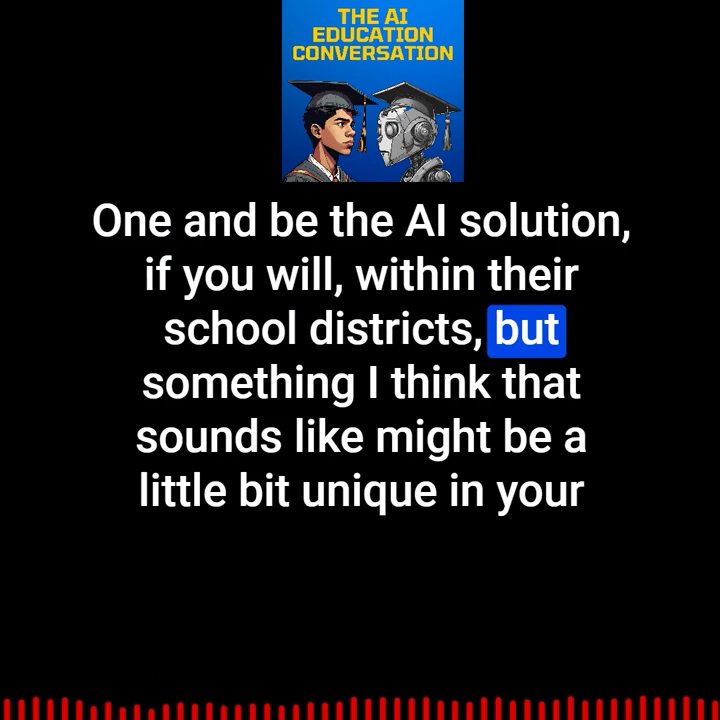 THE AI
EDUCATION
CONVERSATION
One and be the AI solution,
if you will, within their
school districts, but
something I think that
sounds like might be a
little bit unique in your